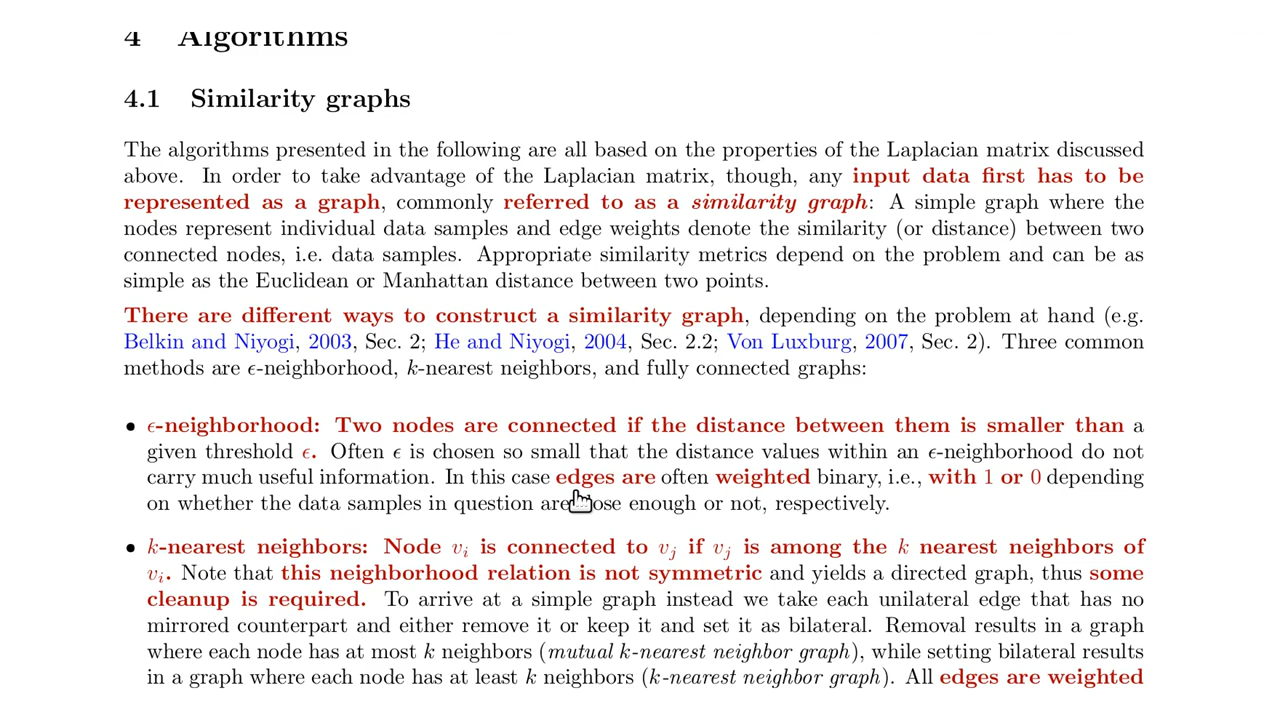 4 Algorithms
4.1 Similarity graphs
The algorithms presented in the following are all based on the properties of the Laplacian matrix discussed
above. In order to take advantage of the Laplacian matrix, though, any input data first has to be
represented as a graph, commonly referred to as a similarity graph: A simple graph where the
nodes represent individual data samples and edge weights denote the similarity (or distance) between two
connected nodes, i.e. data samples. Appropriate similarity metrics depend on the problem and can be as
simple as the Euclidean or Manhattan distance between two points.
There are different ways to construct a similarity graph, depending on the problem at hand (e.g.
Belkin and Niyogi, 2003, Sec. 2; He and Niyogi, 2004, Sec. 2.2; Von Luxburg, 2007, Sec. 2). Three common
methods are ϵ-neighborhood, k-nearest neighbors, and fully connected graphs:
• ϵ-neighborhood: Two nodes are connected if the distance between them is smaller than a
given threshold ϵ. Often ϵ is chosen so small that the distance values within an ϵ-neighborhood do not
carry much useful information. In this case edges are often weighted binary, i.e., with 1 or 0 depending
on whether the data samples in question are ose enough or not, respectively.
• k-nearest neighbors: Node vi is connected to vj if vj is among the k nearest neighbors of
vi. Note that this neighborhood relation is not symmetric and yields a directed graph, thus some
cleanup is required. To arrive at a simple graph instead we take each unilateral edge that has no
mirrored counterpart and either remove it or keep it and set it as bilateral. Removal results in a graph
where each node has at most k neighbors (mutual k-nearest neighbor graph), while setting bilateral results
in a graph where each node has at least k neighbors (k-nearest neighbor graph). All edges are weighted